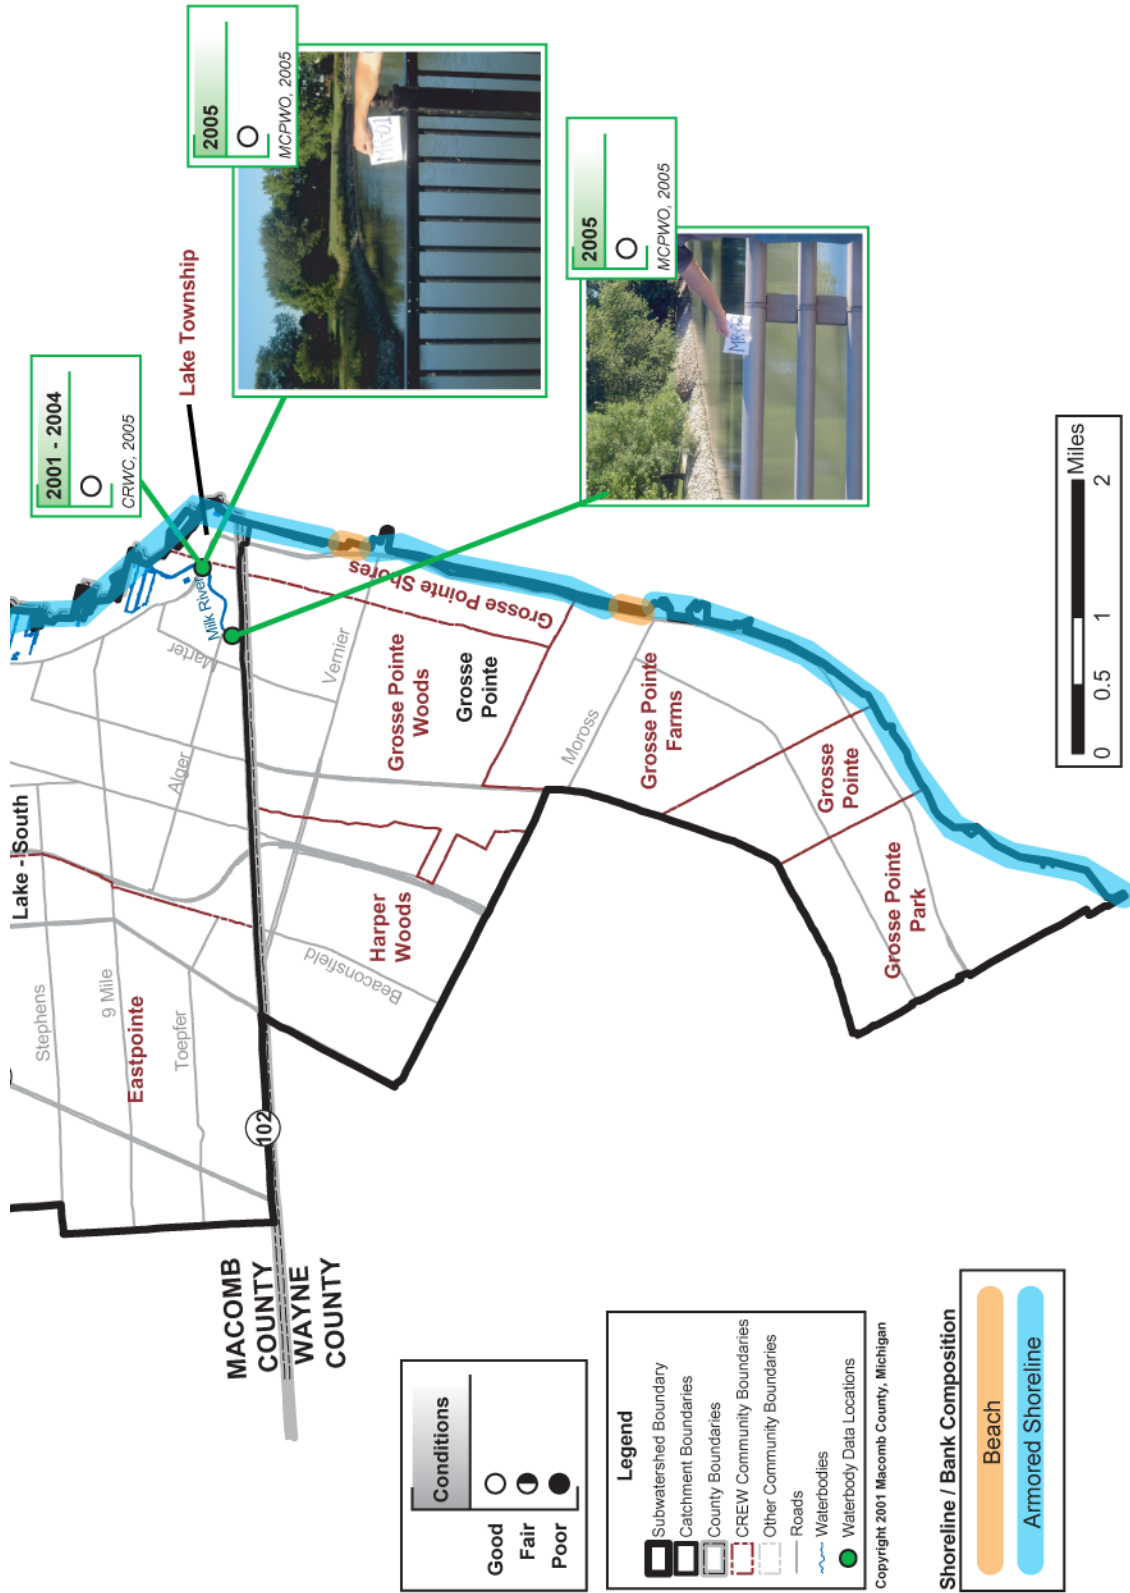 2001 - 2004
CRWC, 2005
2005
MCPWO, 2005
MR-01
2005
MCPWO, 2005
Lake Township
Lake - South
Stephens
9 Mile
Eastpointe
Toepfer
102
Alger
Marter
Milk River
Vernier
Grosse Pointe Shores
Grosse Pointe
Woods
Grosse
Pointe
Harper
Woods
Beaconsfield
Moross
Grosse Pointe
Farms
Grosse
Pointe
Grosse Pointe
Park
MACOMB
COUNTY
WAYNE
COUNTY
Conditions
Good
Fair
Poor
Legend
Subwatershed Boundary
Catchment Boundaries
County Boundaries
CREW Community Boundaries
Other Community Boundaries
Roads
Waterbodies
Waterbody Data Locations
Copyright 2001 Macomb County, Michigan
Shoreline / Bank Composition
Beach
Armored Shoreline
0 0.5 1 2 Miles